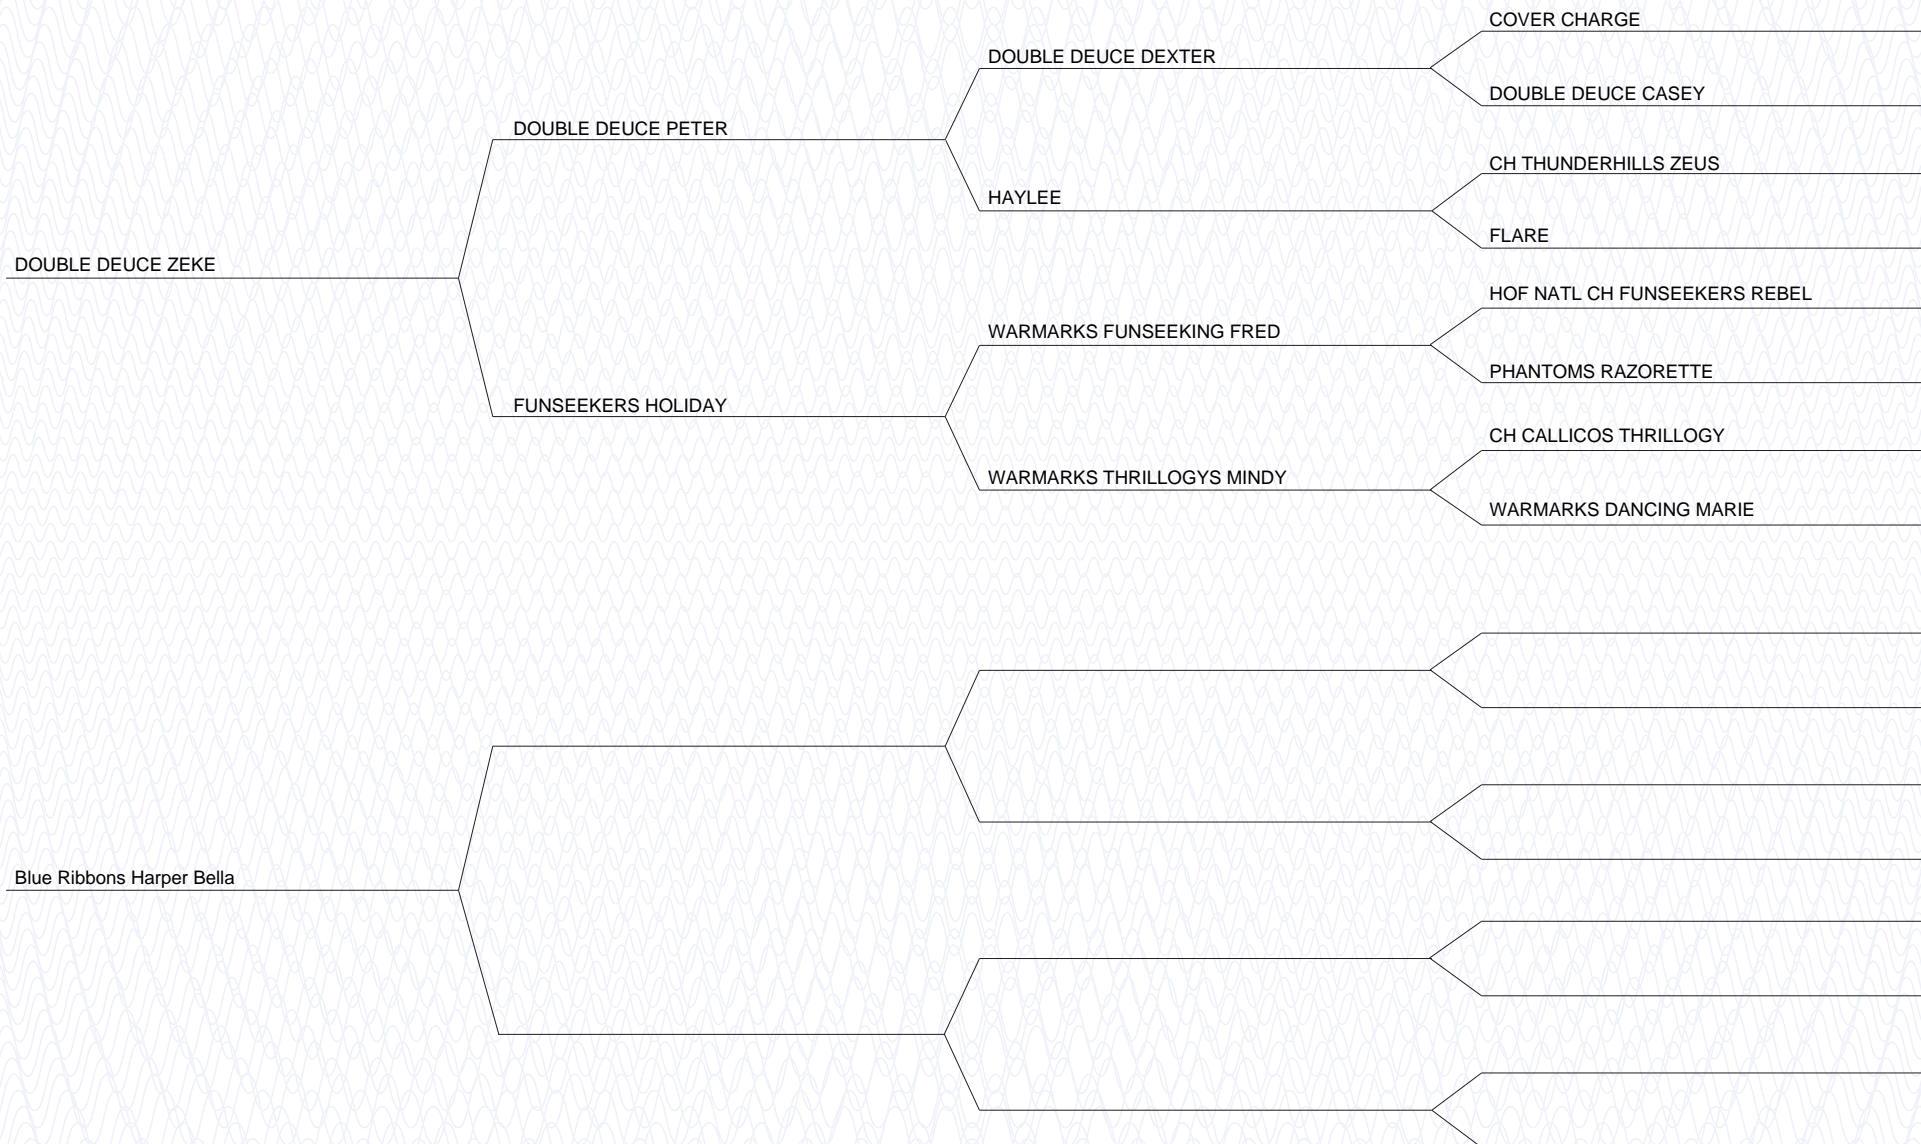 COVER CHARGE
DOUBLE DEUCE DEXTER
DOUBLE DEUCE CASEY
DOUBLE DEUCE PETER
CH THUNDERHILLS ZEUS
HAYLEE
FLARE
DOUBLE DEUCE ZEKE
HOF NATL CH FUNSEEKERS REBEL
WARMARKS FUNSEEKING FRED
PHANTOMS RAZORETTE
FUNSEEKERS HOLIDAY
CH CALLICOS THRILLOGY
WARMARKS THRILLOGYS MINDY
WARMARKS DANCING MARIE
Blue Ribbons Harper Bella